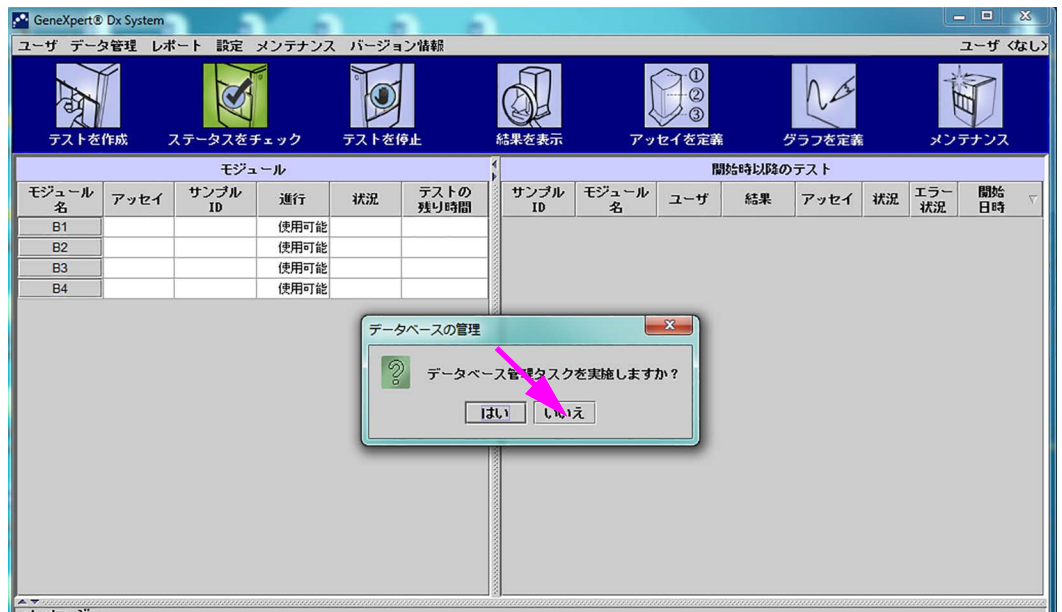 GeneXpert® Dx System
ユーザ データ管理 レポート 設定 メンテナンス バージョン情報 ユーザ <なし>
テストを作成 ステータスをチェック テストを停止 結果を表示 アッセイを定義 グラフを定義 メンテナンス
① ② ③
モジュール
モジュール名 アッセイ サンプルID 進行 状況 テストの残り時間
B1 使用可能
B2 使用可能
B3 使用可能
B4 使用可能
開始時以降のテスト
サンプルID モジュール名 ユーザ 結果 アッセイ 状況 エラー状況 開始日時
データベースの管理
データベース管理タスクを実施しますか?
はい いいえ